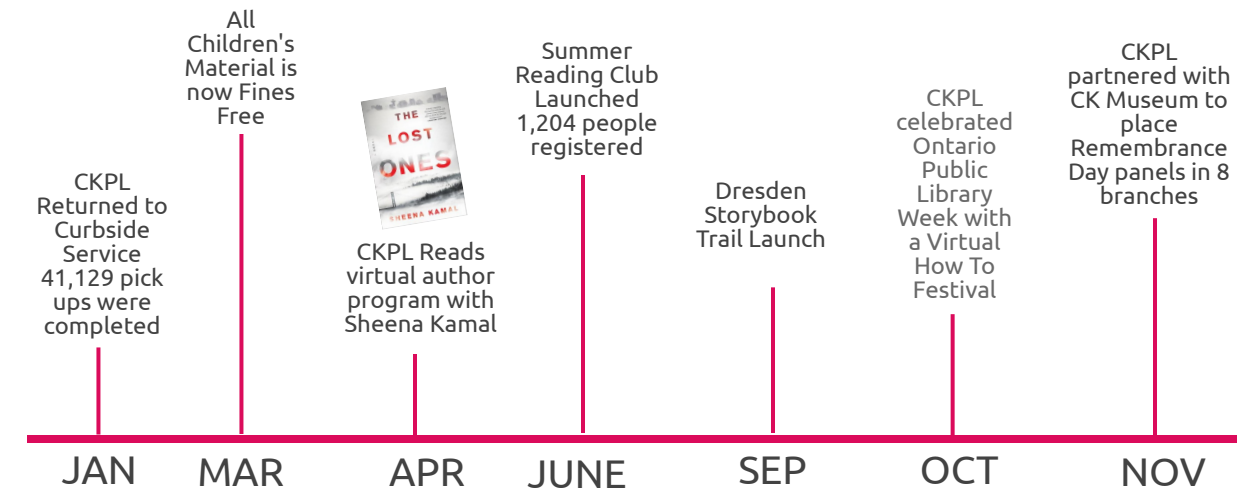 CKPL
Returned to
Curbside
Service
41,129 pick
ups were
completed
All
Children's
Material is
now Fines
Free
THE
LOST
ONES
SHEENA KAMAL
CKPL Reads
virtual author
program with
Sheena Kamal
Summer
Reading Club
Launched
1,204 people
registered
Dresden
Storybook
Trail Launch
CKPL
celebrated
Ontario
Public
Library
Week with
a Virtual
How To
Festival
CKPL
partnered with
CK Museum to
place
Remembrance
Day panels in 8
branches
JAN
MAR
APR
JUNE
SEP
OCT
NOV